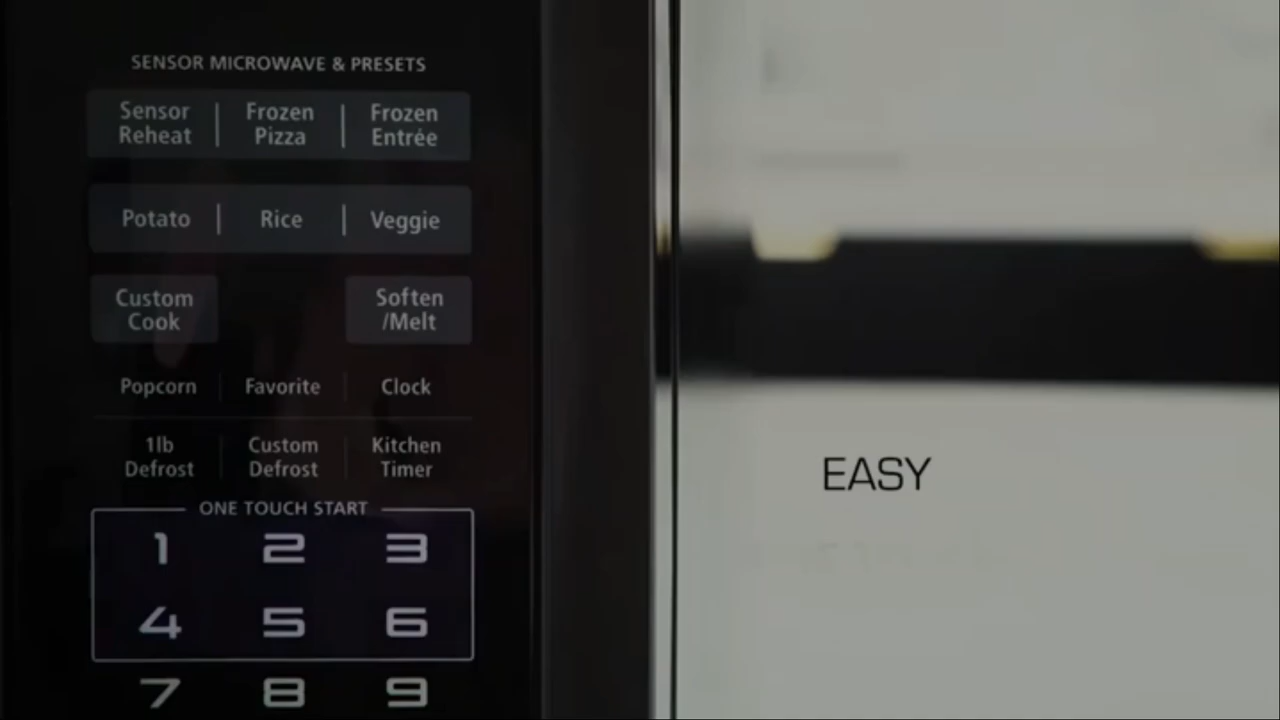 SENSOR MICROWAVE & PRESETS
Sensor Reheat
Frozen Pizza
Frozen Entrée
Potato
Rice
Veggie
Custom Cook
Soften /Melt
Popcorn
Favorite
Clock
1lb Defrost
Custom Defrost
Kitchen Timer
ONE TOUCH START
1 2 3
4 5 6
7 8 9
EASY